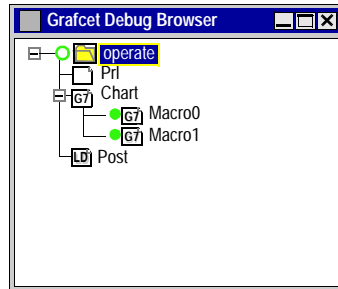 Grafcet Debug Browser
operate
Prl
G7 Chart
G7 Macro0
G7 Macro1
LD Post